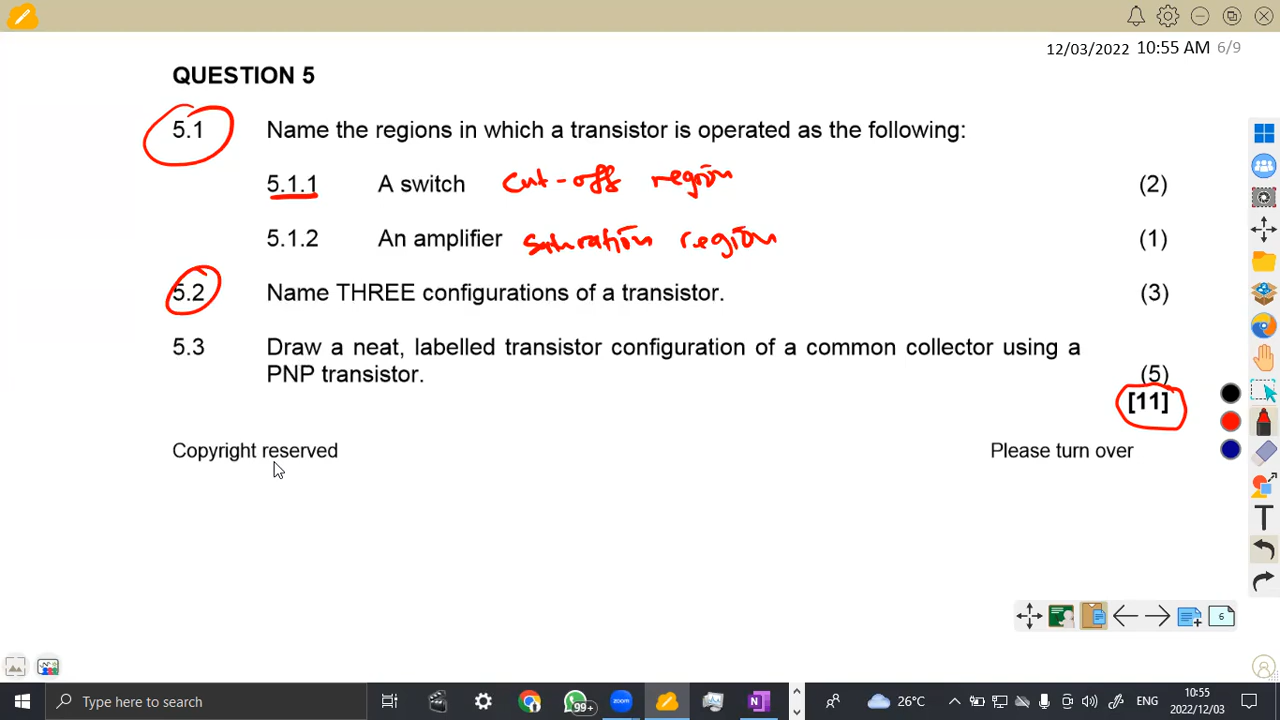 12/03/2022 10:55 AM 6/9
QUESTION 5
5.1 Name the regions in which a transistor is operated as the following:
5.1.1 A switch cut-off region (2)
5.1.2 An amplifier saturation region (1)
5.2 Name THREE configurations of a transistor. (3)
5.3 Draw a neat, labelled transistor configuration of a common collector using a
PNP transistor. (5)
[11]
Copyright reserved Please turn over
T
6
Type here to search
99+
26°C
ENG
10:55
2022/12/03